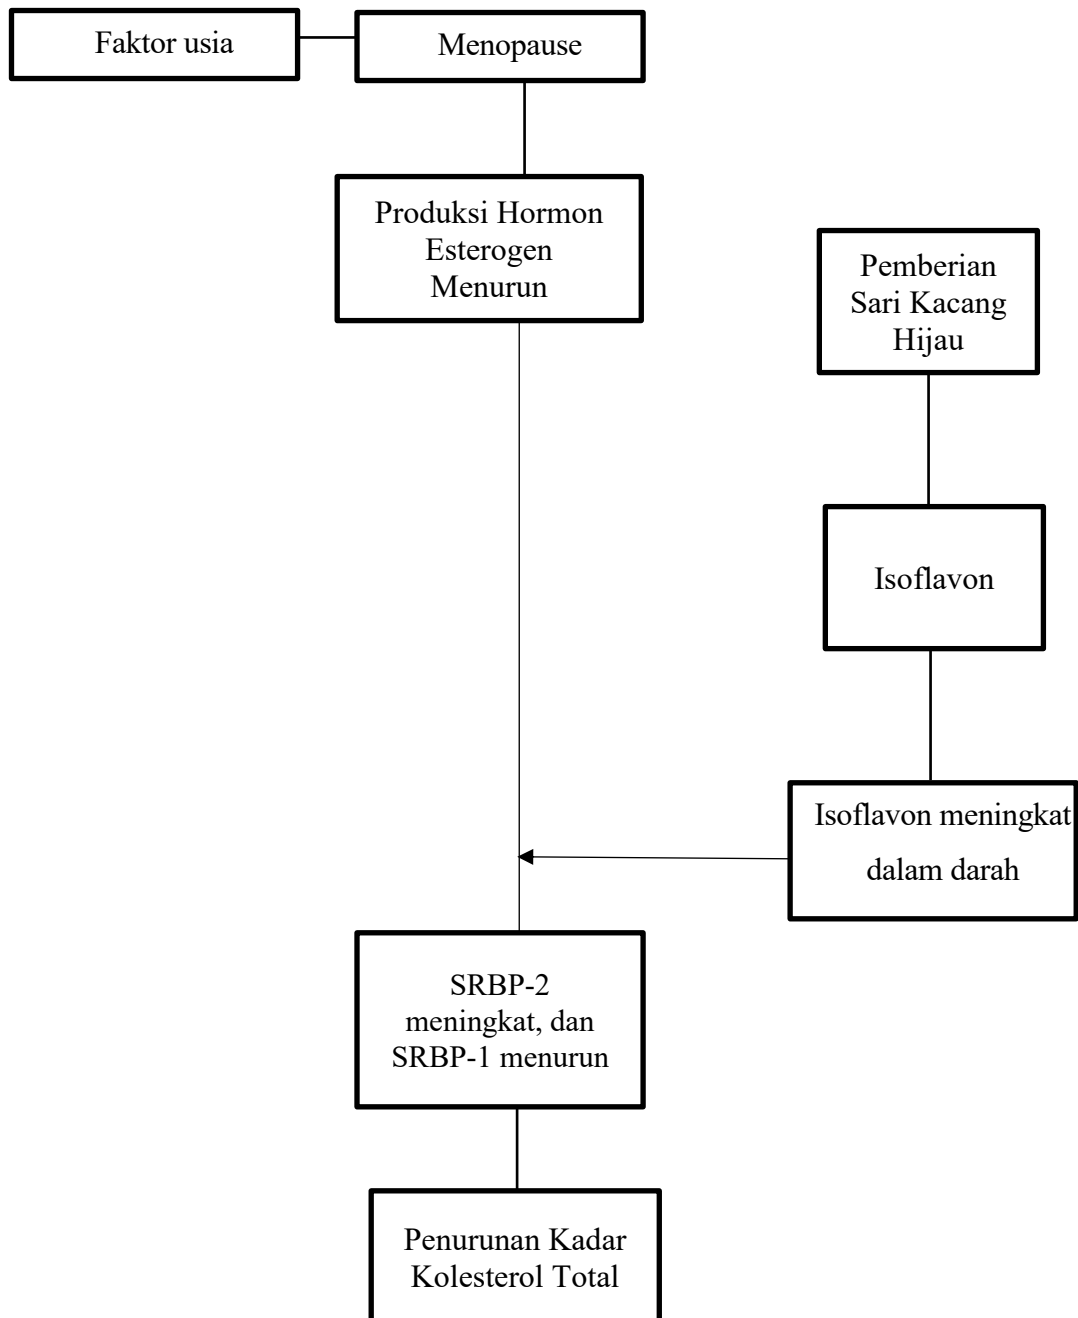 Faktor usia
Menopause
Produksi Hormon
Esterogen
Menurun
Pemberian
Sari Kacang
Hijau
Isoflavon
Isoflavon meningkat
dalam darah
SRBP-2
meningkat, dan
SRBP-1 menurun
Penurunan Kadar
Kolesterol Total